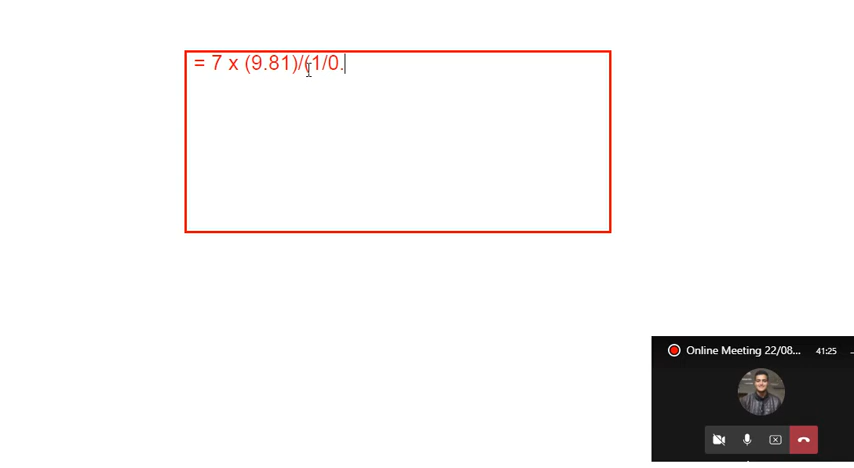 = 7 x (9.81)/(1/0.
Online Meeting 22/08... 41:25